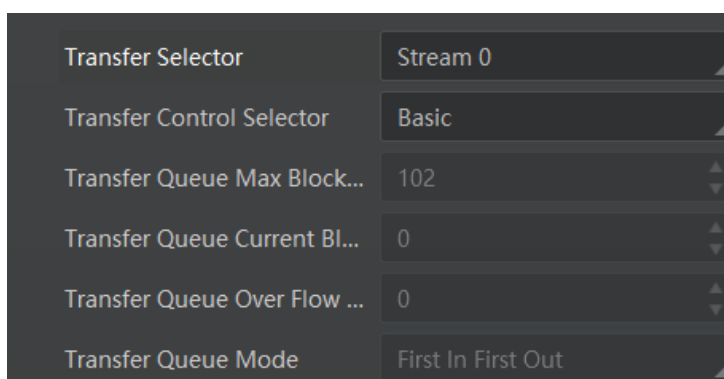 Transfer Selector Stream 0
Transfer Control Selector Basic
Transfer Queue Max Block... 102
Transfer Queue Current Bl... 0
Transfer Queue Over Flow ... 0
Transfer Queue Mode First In First Out